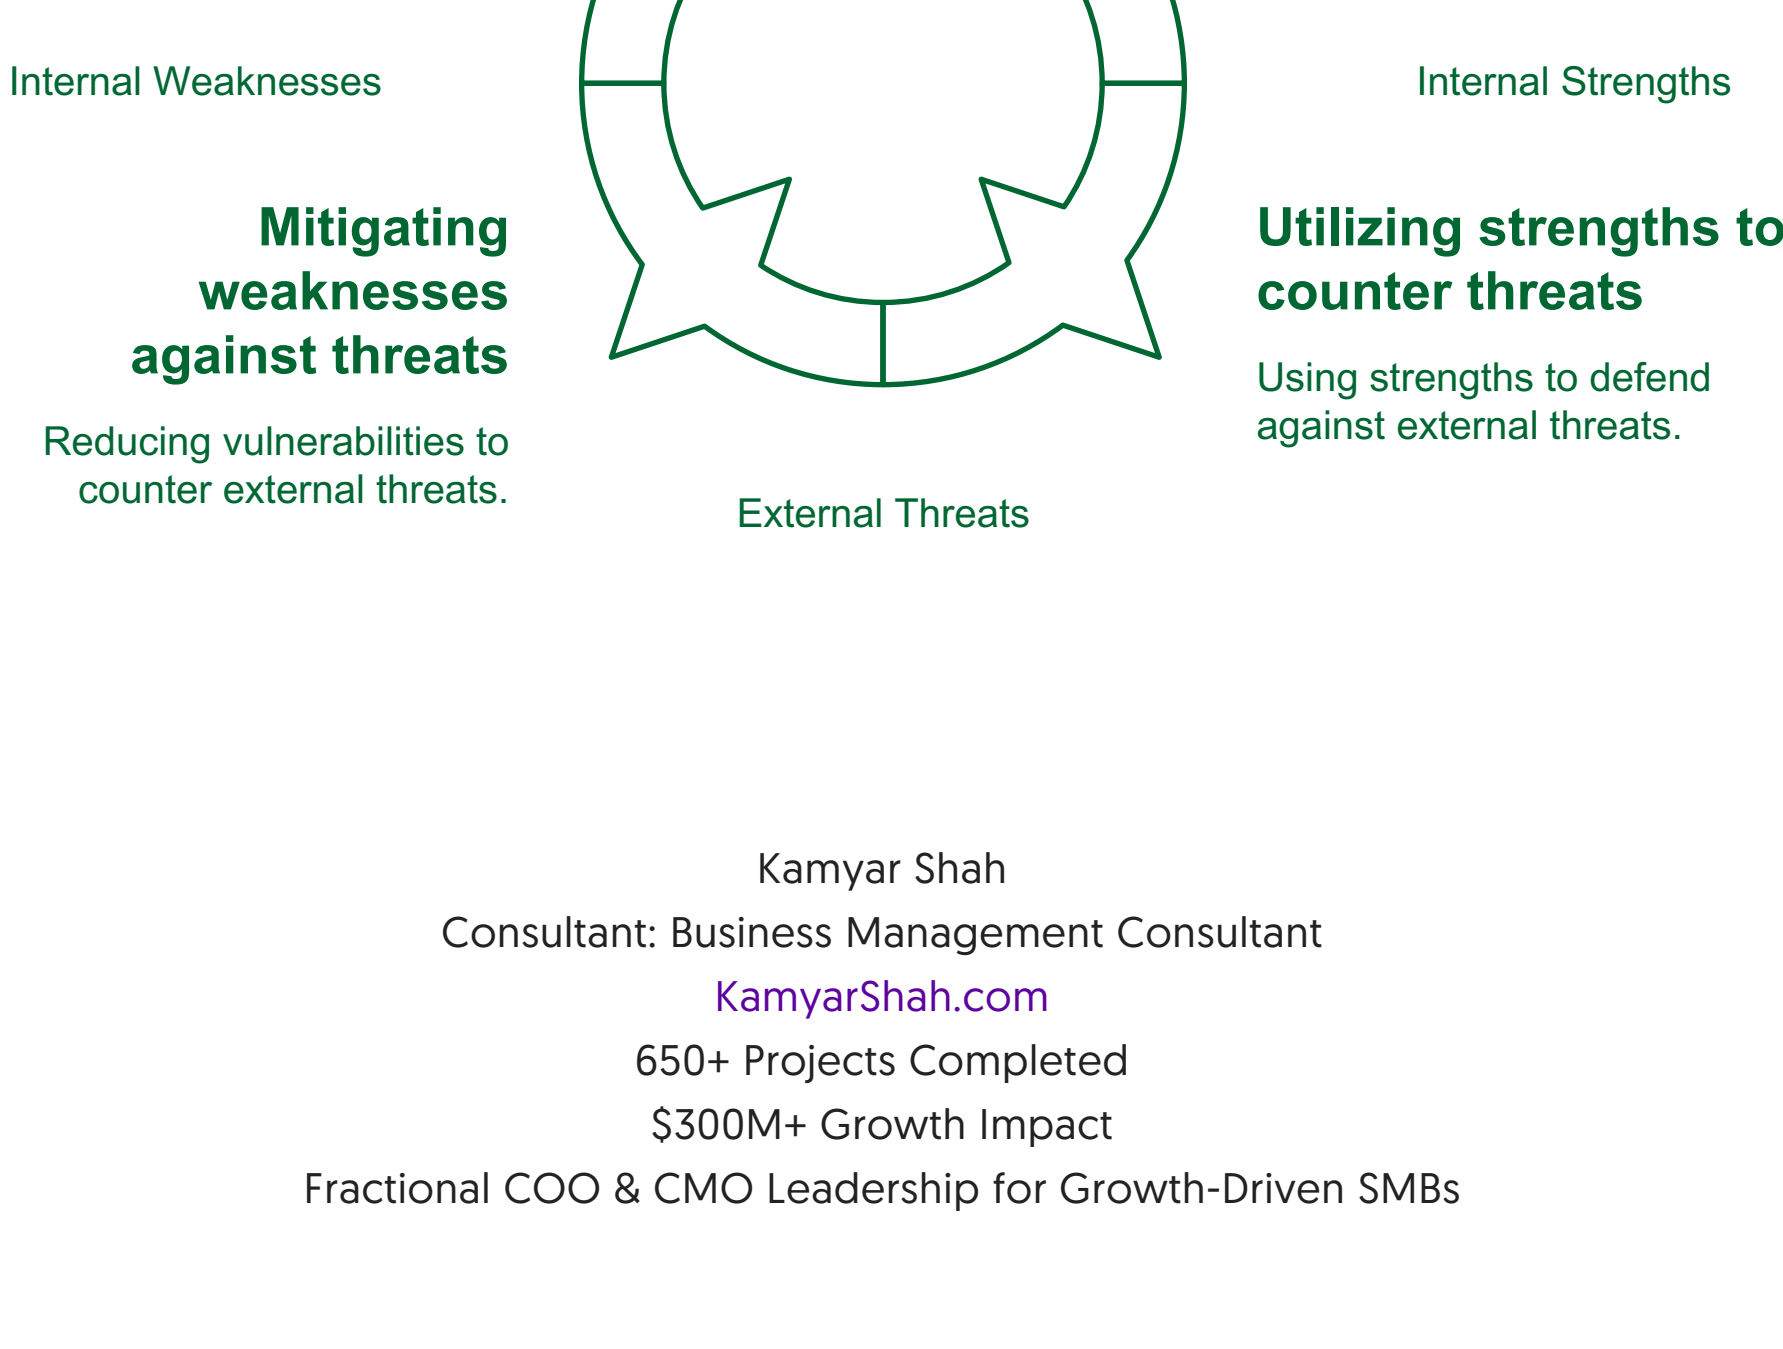 Internal Weaknesses
Internal Strengths
Mitigating
weaknesses
against threats
Reducing vulnerabilities to
counter external threats.
Utilizing strengths to
counter threats
Using strengths to defend
against external threats.
External Threats
Kamyar Shah
Consultant: Business Management Consultant
KamyarShah.com
650+ Projects Completed
$300M+ Growth Impact
Fractional COO & CMO Leadership for Growth-Driven SMBs